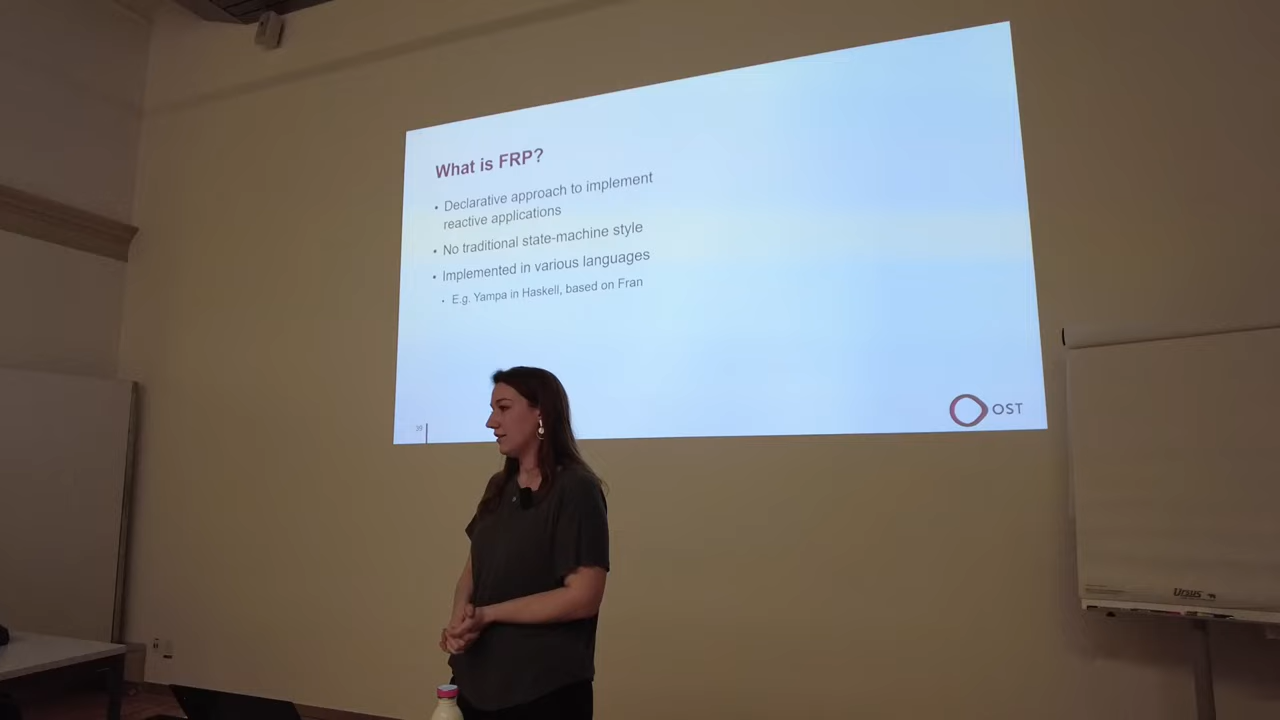 What is FRP?
• Declarative approach to implement
reactive applications
• No traditional state-machine style
• Implemented in various languages
• E.g. Yampa in Haskell, based on Fran
OST
Ursus